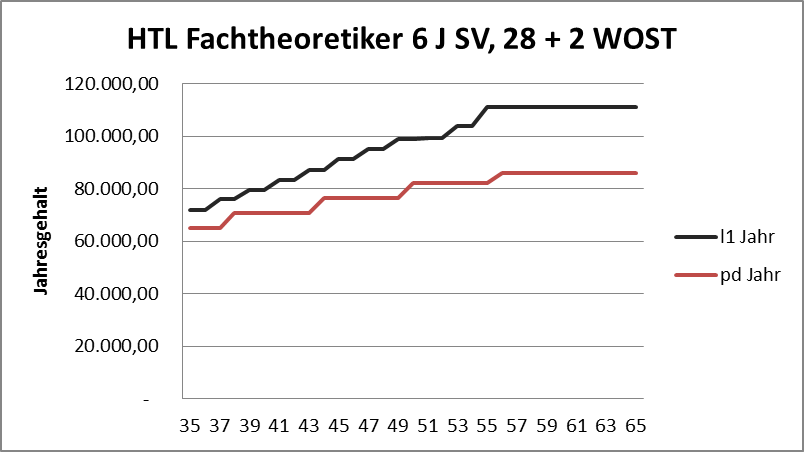 HTL Fachtheoretiker 6 J SV, 28 + 2 WOST
120.000,00
100.000,00
80.000,00
60.000,00
40.000,00
20.000,00
-
Jahresgehalt
35 37 39 41 43 45 47 49 51 53 55 57 59 61 63 65
l1 Jahr
pd Jahr